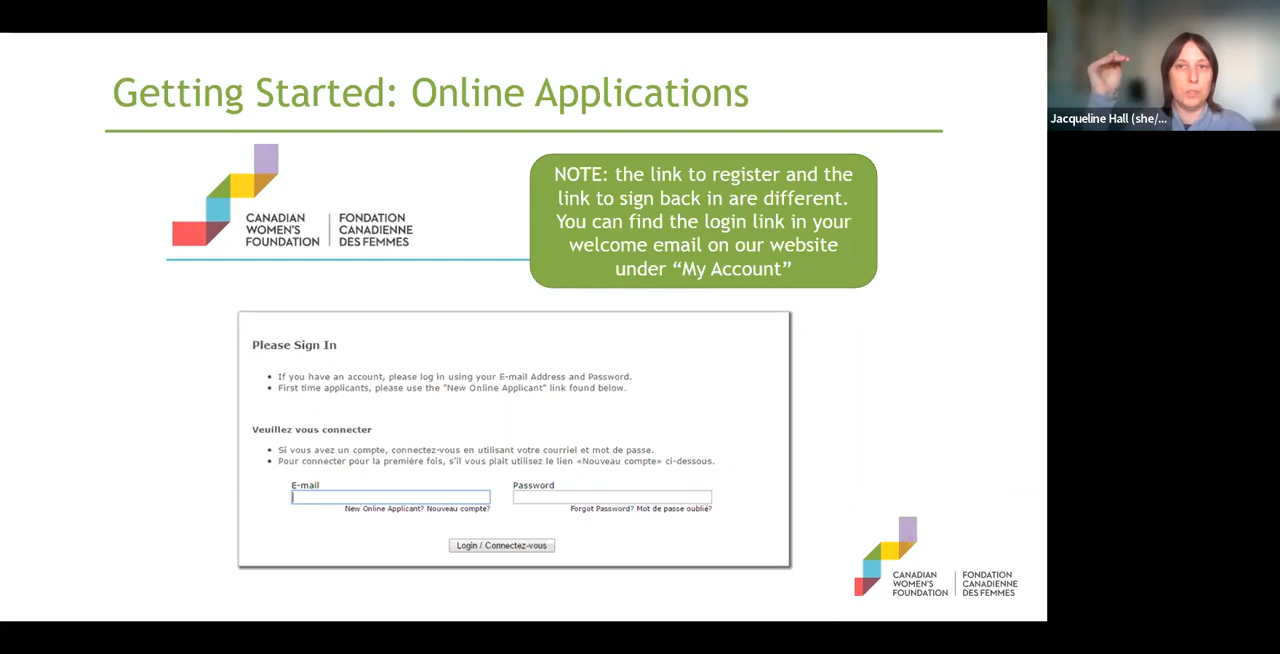 Getting Started: Online Applications
CANADIAN
WOMEN'S
FOUNDATION
FONDATION
CANADIENNE
DES FEMMES
NOTE: the link to register and the
link to sign back in are different.
You can find the login link in your
welcome email on our website
under “My Account”
Please Sign In
• If you have an account, please log in using your E-mail Address and Password.
• First time applicants, please use the "New Online Applicant" link found below.
Veuillez vous connecter
• Si vous avez un compte, connectez-vous en utilisant votre courriel et mot de passe.
• Pour connecter pour la première fois, s'il vous plait utilisez le lien «Nouveau compte» ci-dessous.
E-mail
Password
New Online Applicant? Nouveau compte?
Forgot Password? Mot de passe oublié?
Login / Connectez-vous
CANADIAN
WOMEN'S
FOUNDATION
FONDATION
CANADIENNE
DES FEMMES
Jacqueline Hall (she/...